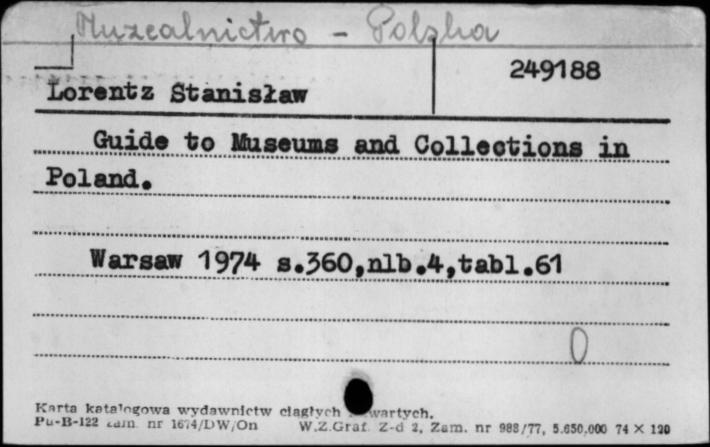 Muzealnictwo - Polska
249188
Lorentz Stanisław
Guide to Museums and Collections in
Poland.
Warsaw 1974 s.360,nlb.4,tabl.61
0
Karta katalogowa wydawnictw ciągłych wartych.
Pu-B-122 zam. nr 1674/DW/On W.Z.Graf. Z-d 2, Zam. nr 988/77, 5.650.000 74 × 120